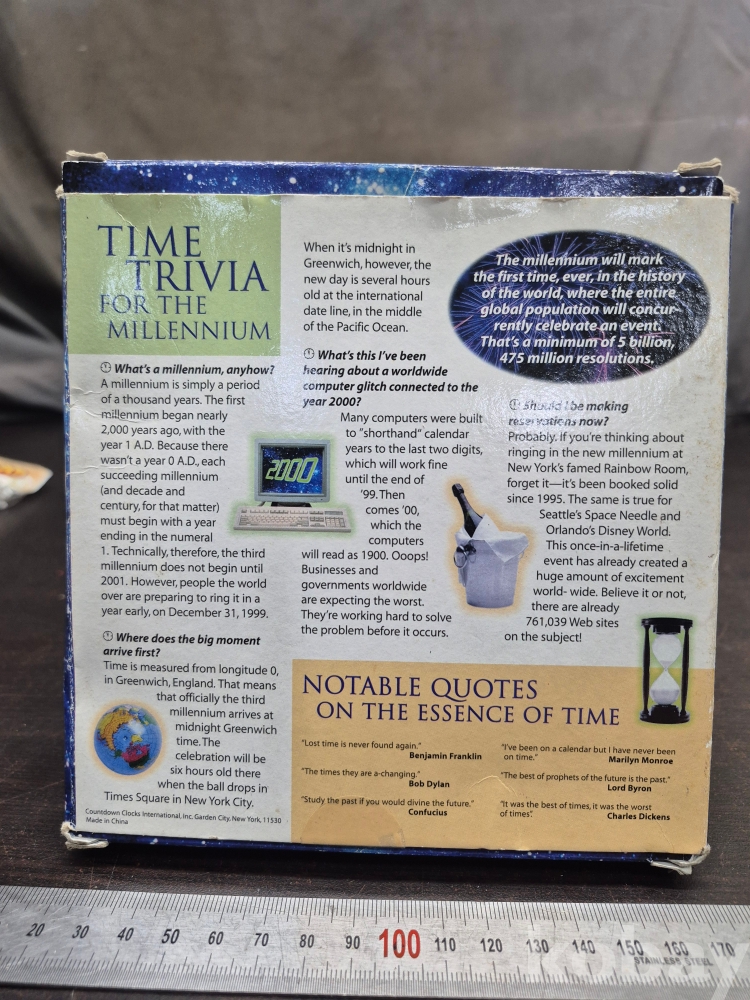 TIME
TRIVIA
FOR THE
MILLENNIUM
What's a millennium, anyhow?
A millennium is simply a period
of a thousand years. The first
millennium began nearly
2,000 years ago, with the
year 1 A.D. Because there
wasn't a year 0 A.D., each
succeeding millennium
(and decade and
century, for that matter)
must begin with a year
ending in the numeral
1. Technically, therefore, the third
millennium does not begin until
2001. However, people the world
over are preparing to ring it in a
year early, on December 31, 1999.
Where does the big moment
arrive first?
Time is measured from longitude 0,
in Greenwich, England. That means
that officially the third
millennium arrives at
midnight Greenwich
time. The
celebration will be
six hours old there
when the ball drops in
Times Square in New York City.
Countdown Clocks International, Inc. Garden City, New York, 11530
Made in China
When it's midnight in
Greenwich, however, the
new day is several hours
old at the international
date line, in the middle
of the Pacific Ocean.
What's this I've been
hearing about a worldwide
computer glitch connected to the
year 2000?
Many computers were built
to "shorthand" calendar
years to the last two digits,
which will work fine
until the end of
'99. Then
comes '00,
which the
computers
will read as 1900. Ooops!
Businesses and
governments worldwide
are expecting the worst.
They're working hard to solve
the problem before it occurs.
2000
The millennium will mark
the first time, ever, in the history
of the world, where the entire
global population will concur-
rently celebrate an event.
That's a minimum of 5 billion,
475 million resolutions.
Should I be making
reservations now?
Probably. If you're thinking about
ringing in the new millennium at
New York's famed Rainbow Room,
forget it—it's been booked solid
since 1995. The same is true for
Seattle's Space Needle and
Orlando's Disney World.
This once-in-a-lifetime
event has already created a
huge amount of excitement
world- wide. Believe it or not,
there are already
761,039 Web sites
on the subject!
NOTABLE QUOTES
ON THE ESSENCE OF TIME
"Lost time is never found again."
Benjamin Franklin
"The times they are a-changing."
Bob Dylan
"Study the past if you would divine the future."
Confucius
"I've been on a calendar but I have never been
on time."
Marilyn Monroe
"The best of prophets of the future is the past."
Lord Byron
"It was the best of times, it was the worst
of times".
Charles Dickens
20 30 40 50 60 70 80 90 100 110 120 130 140 150 160 170
STAINLESS STEEL